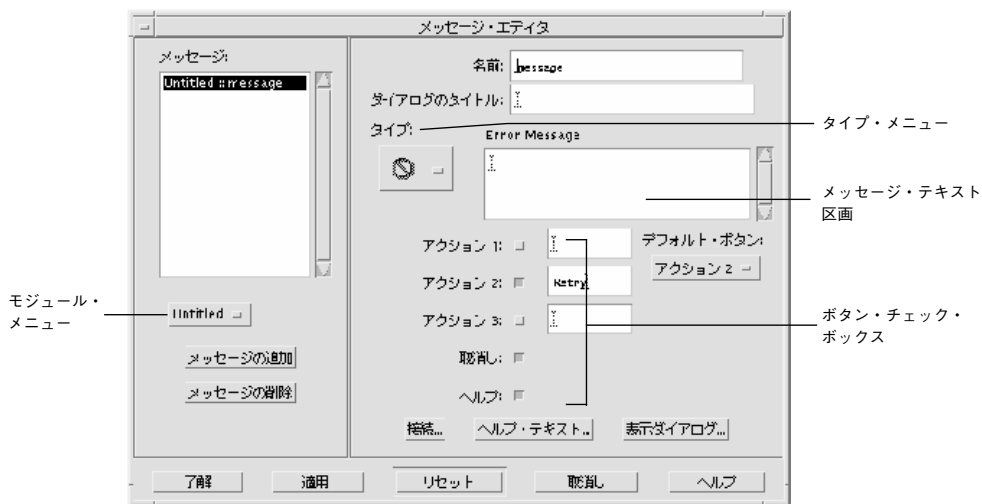 メッセージ・エディタ
メッセージ:
Untitled::message
名前: message
ダイアログのタイトル:
タイプ:
Error Message
タイプ・メニュー
メッセージ・テキスト
区画
アクション 1:
アクション 2: Retry
アクション 3:
デフォルト・ボタン:
アクション 2
モジュール・
メニュー
Untitled
ボタン・チェック・
ボックス
メッセージの追加
メッセージの削除
取消し:
ヘルプ:
接続...
ヘルプ・テキスト...
表示ダイアログ...
了解
適用
リセット
取消し
ヘルプ